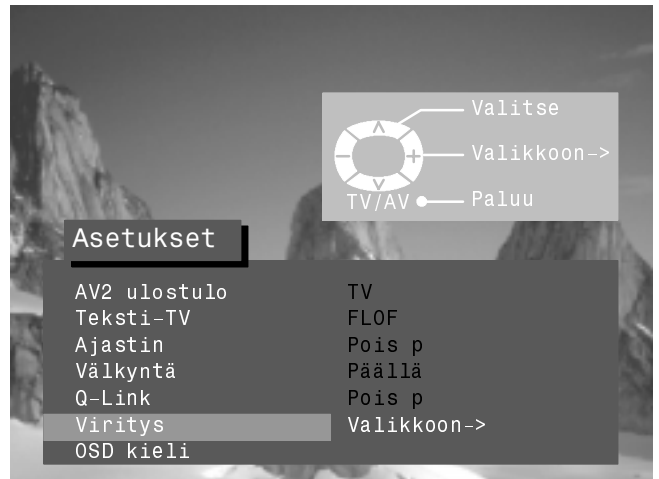 Valitse
Valikkoon->
TV/AV Paluu
Asetukset
AV2 ulostulo TV
Teksti-TV FLOF
Ajastin Pois p
Välkyntä Päällä
Q-Link Pois p
Viritys Valikkoon->
OSD kieli